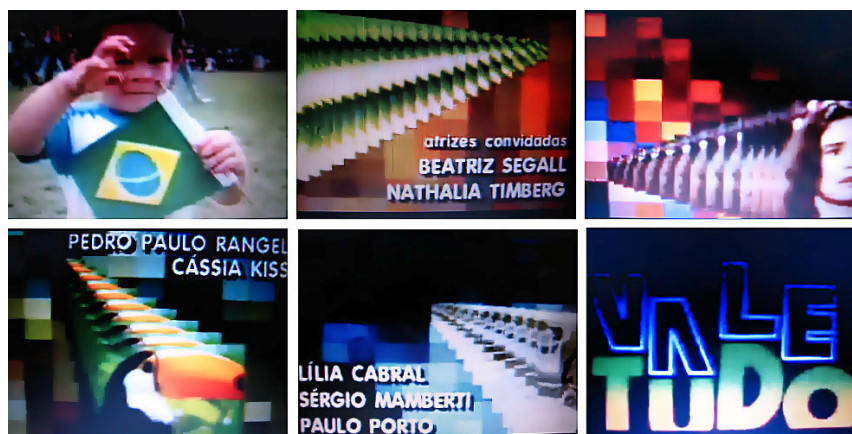 atrizes convidadas
BEATRIZ SEGALL
NATHALIA TIMBERG
PEDRO PAULO RANGEL
CÁSSIA KISS
LÍLIA CABRAL
SÉRGIO MAMBERTI
PAULO PORTO
VALE
TUDO